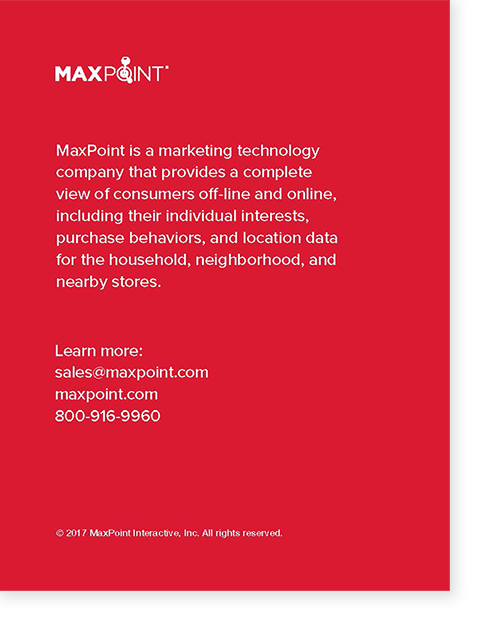 MAXPOINT
MaxPoint is a marketing technology
company that provides a complete
view of consumers off-line and online,
including their individual interests,
purchase behaviors, and location data
for the household, neighborhood, and
nearby stores.
Learn more:
sales@maxpoint.com
maxpoint.com
800-916-9960
© 2017 MaxPoint Interactive, Inc. All rights reserved.